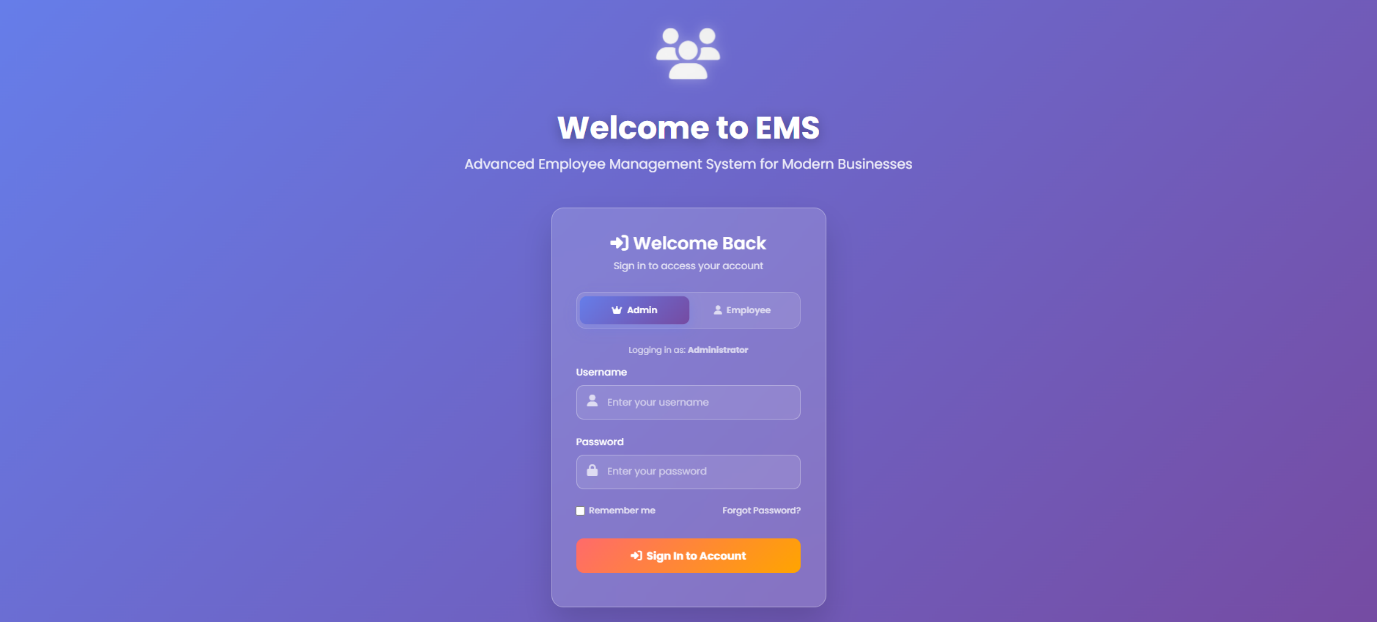 Welcome to EMS
Advanced Employee Management System for Modern Businesses
Welcome Back
Sign in to access your account
Admin
Employee
Logging in as: Administrator
Username
Enter your username
Password
Enter your password
Remember me
Forgot Password?
Sign In to Account